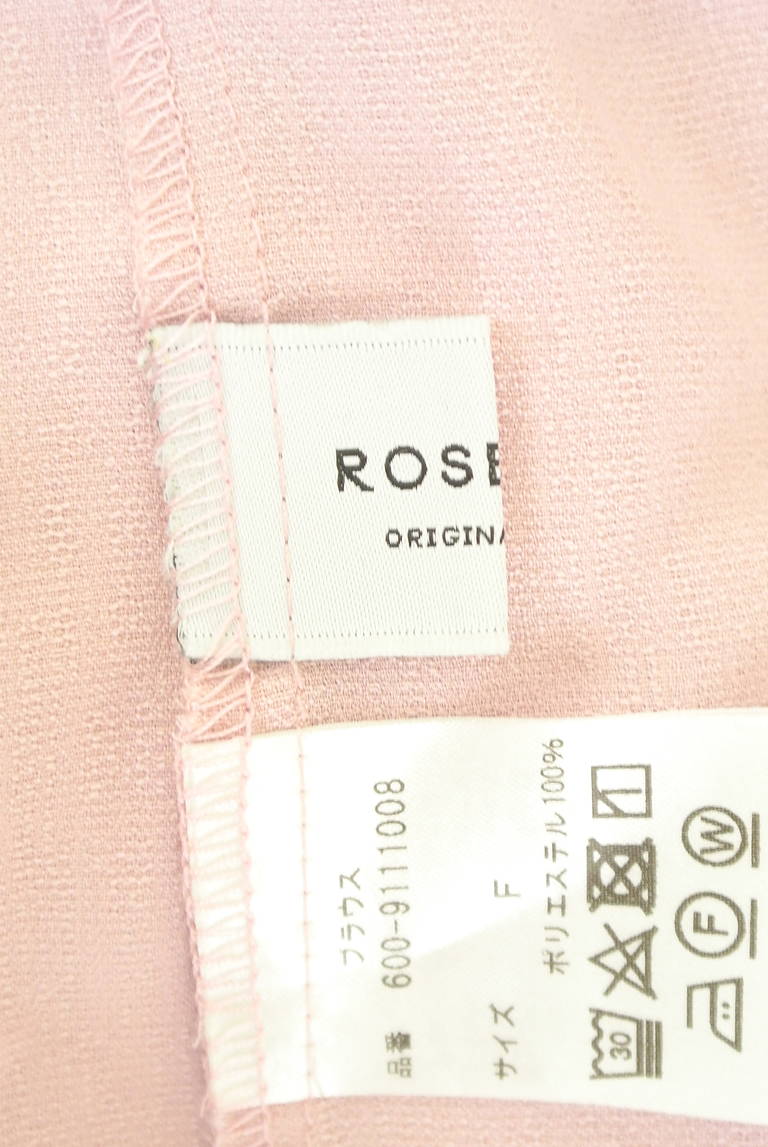 ROSE
ORIGINA
ブラウス
品番 600-9111008
サイズ F
ポリエステル100%
30
F
W